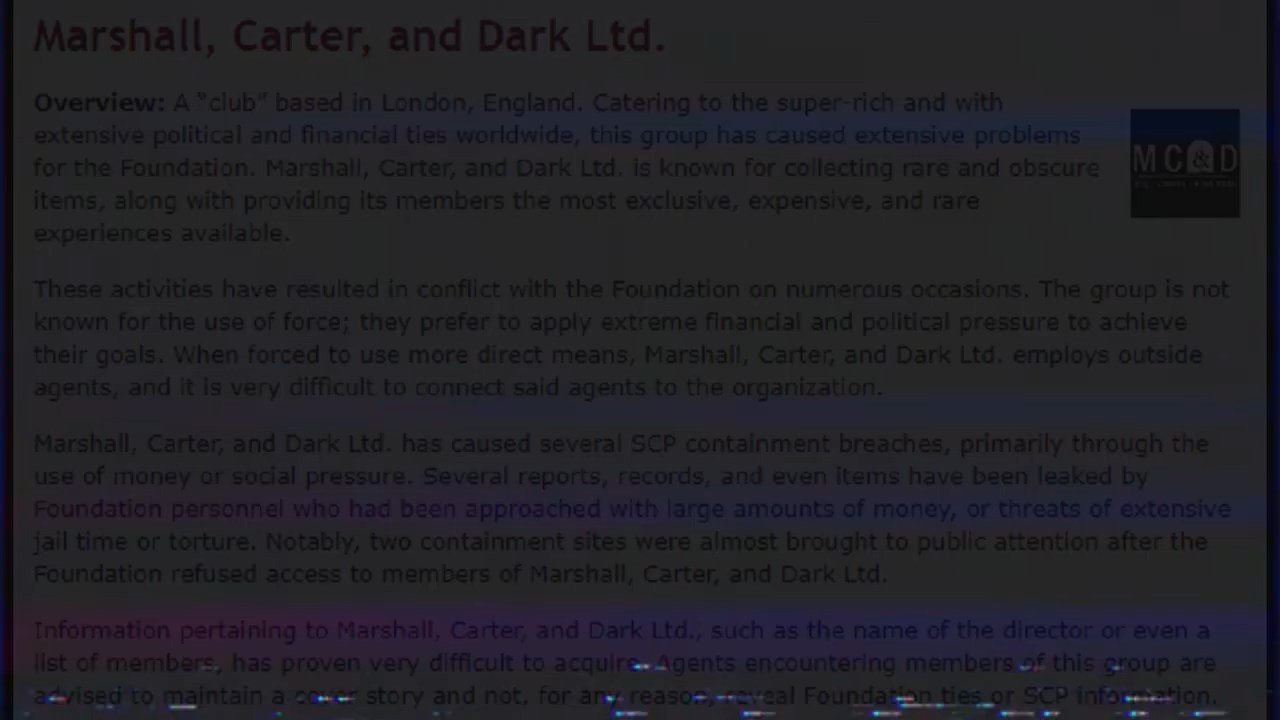 Marshall, Carter, and Dark Ltd.
Overview: A "club" based in London, England. Catering to the super-rich and with
extensive political and financial ties worldwide, this group has caused extensive problems
for the Foundation. Marshall, Carter, and Dark Ltd. is known for collecting rare and obscure
items, along with providing its members the most exclusive, expensive, and rare
experiences available.
MC&D
These activities have resulted in conflict with the Foundation on numerous occasions. The group is not
known for the use of force; they prefer to apply extreme financial and political pressure to achieve
their goals. When forced to use more direct means, Marshall, Carter, and Dark Ltd. employs outside
agents, and it is very difficult to connect said agents to the organization.
Marshall, Carter, and Dark Ltd. has caused several SCP containment breaches, primarily through the
use of money or social pressure. Several reports, records, and even items have been leaked by
Foundation personnel who had been approached with large amounts of money, or threats of extensive
jail time or torture. Notably, two containment sites were almost brought to public attention after the
Foundation refused access to members of Marshall, Carter, and Dark Ltd.
Information pertaining to Marshall, Carter, and Dark Ltd., such as the name of the director or even a
list of members, has proven very difficult to acquire. Agents encountering members of this group are
advised to maintain a cover story and not, for any reason, reveal Foundation ties or SCP information.